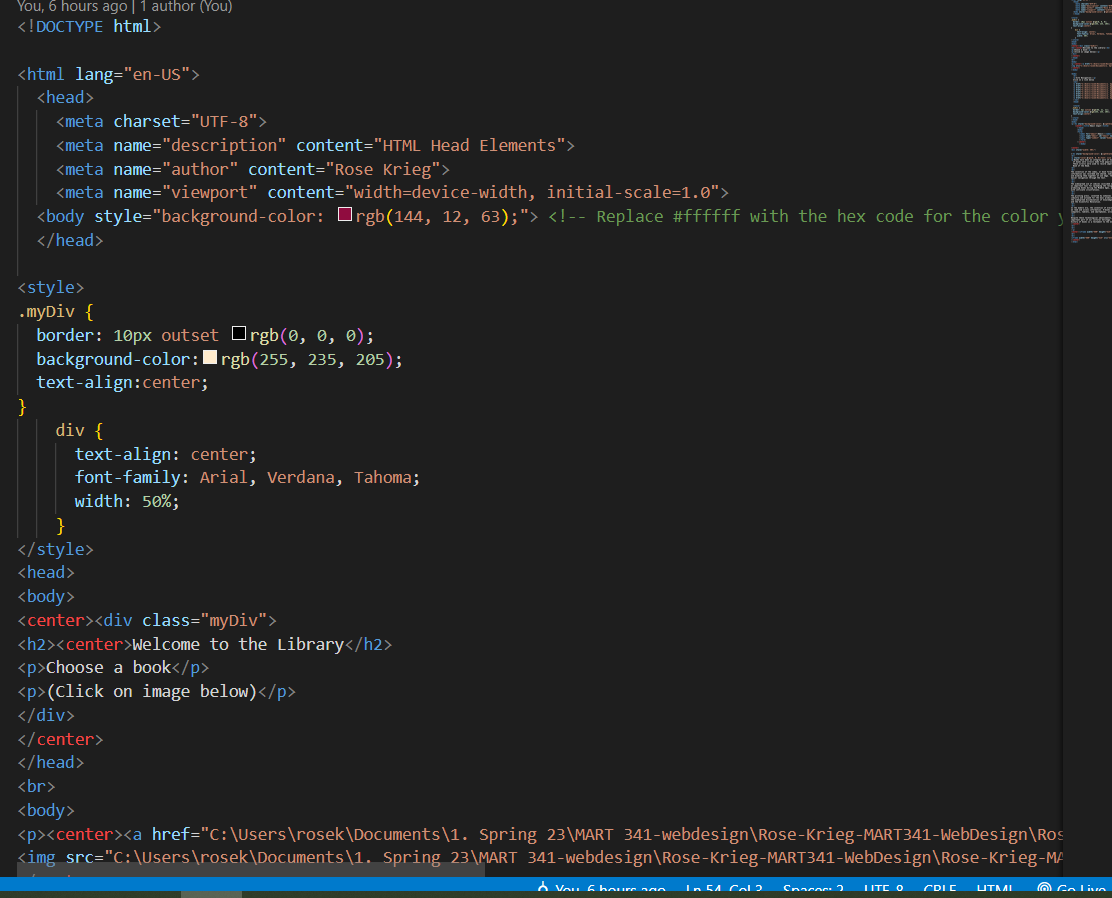 You, 6 hours ago | 1 author (You)
<!DOCTYPE html>
<html lang="en-US">
<head>
<meta charset="UTF-8">
<meta name="description" content="HTML Head Elements">
<meta name="author" content="Rose Krieg">
<meta name="viewport" content="width=device-width, initial-scale=1.0">
<body style="background-color: rgb(144, 12, 63);"> <!-- Replace #ffffff with the hex code for the color y
</head>
<style>
.myDiv {
border: 10px outset rgb(0, 0, 0);
background-color: rgb(255, 235, 205);
text-align:center;
}
div {
text-align: center;
font-family: Arial, Verdana, Tahoma;
width: 50%;
}
</style>
<head>
<body>
<center><div class="myDiv">
<h2><center>Welcome to the Library</h2>
<p>Choose a book</p>
<p>(Click on image below)</p>
</div>
</center>
</head>
<br>
<body>
<p><center><a href="C:\Users\rosek\Documents\1. Spring 23\MART 341-webdesign\Rose-Krieg-MART341-WebDesign\Ros
<img src="C:\Users\rosek\Documents\1. Spring 23\MART 341-webdesign\Rose-Krieg-MART341-WebDesign\Rose-Krieg-MA
You, 6 hours ago Ln 54, Col 3 Spaces: 2 UTF-8 CRLF HTML Go Live